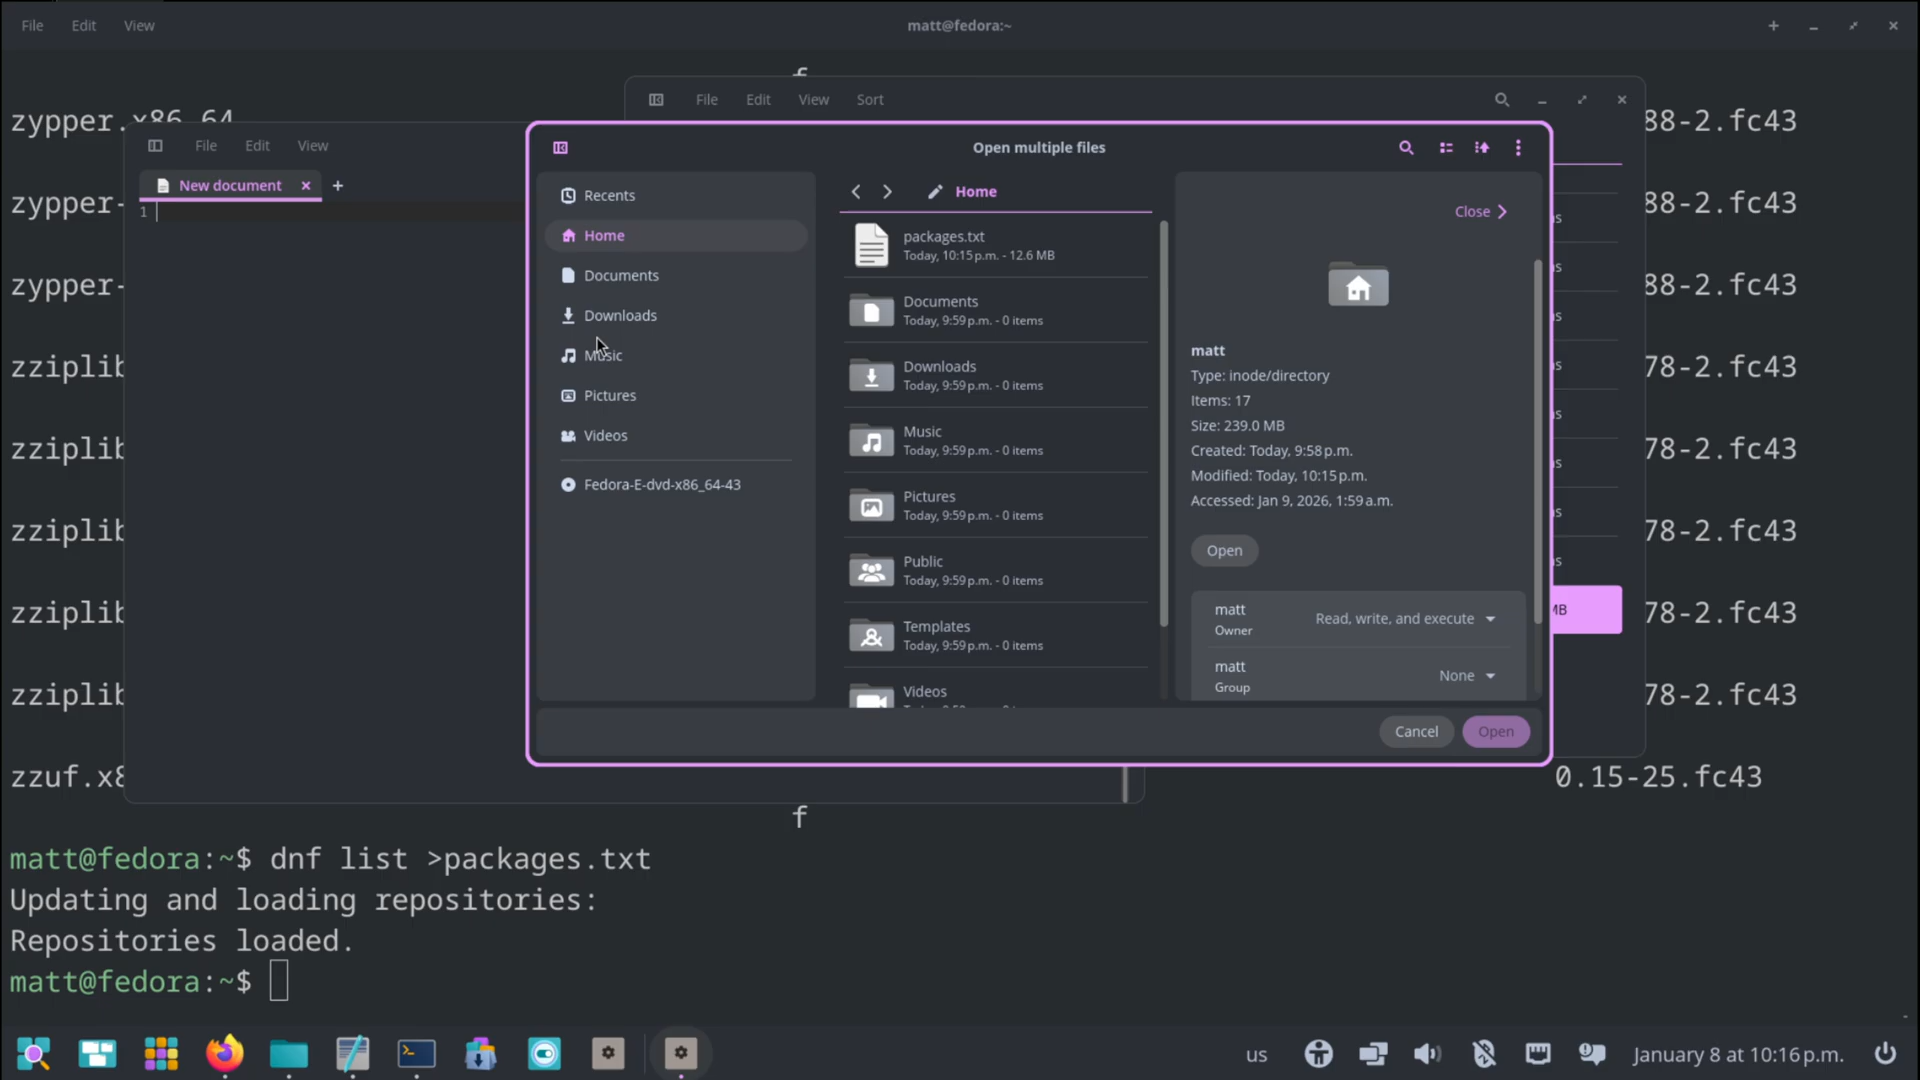 File Edit View
matt@fedora:~
f
zypper.x86_64
88-2.fc43
zypper-
88-2.fc43
zypper-
88-2.fc43
zziplib
78-2.fc43
zziplib
78-2.fc43
zziplib
78-2.fc43
zziplib
78-2.fc43
zziplib
78-2.fc43
zzuf.x8
0.15-25.fc43
f
matt@fedora:~$ dnf list >packages.txt
Updating and loading repositories:
Repositories loaded.
matt@fedora:~$
File Edit View Sort
MB
File Edit View
New document
1
Open multiple files
Recents
Home
Documents
Downloads
Music
Pictures
Videos
Fedora-E-dvd-x86_64-43
Home
packages.txt
Today, 10:15 p.m. - 12.6 MB
Documents
Today, 9:59 p.m. - 0 items
Downloads
Today, 9:59 p.m. - 0 items
Music
Today, 9:59 p.m. - 0 items
Pictures
Today, 9:59 p.m. - 0 items
Public
Today, 9:59 p.m. - 0 items
Templates
Today, 9:59 p.m. - 0 items
Videos
Close
matt
Type: inode/directory
Items: 17
Size: 239.0 MB
Created: Today, 9:58 p.m.
Modified: Today, 10:15 p.m.
Accessed: Jan 9, 2026, 1:59 a.m.
Open
matt
Owner
Read, write, and execute
matt
Group
None
Cancel
Open
us
January 8 at 10:16 p.m.